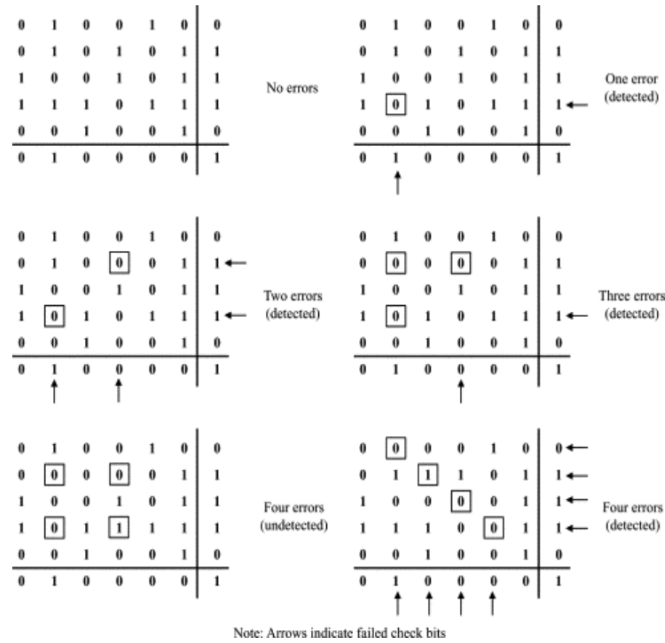 0 1 0 0 1 0 0
0 1 0 1 0 1 1
1 0 0 1 0 1 1
1 1 1 0 1 1 1
0 0 1 0 0 1 0
0 1 0 0 0 0 1
No errors
0 1 0 0 1 0 0
0 1 0 1 0 1 1
1 0 0 1 0 1 1
1 0 1 0 1 1 1
0 0 1 0 0 1 0
0 1 0 0 0 0 1
One error
(detected)
0 1 0 0 1 0 0
0 1 0 0 0 1 1
1 0 0 1 0 1 1
1 0 1 0 1 1 1
0 0 1 0 0 1 0
0 1 0 0 0 0 1
Two errors
(detected)
0 1 0 0 1 0 0
0 0 0 0 0 1 1
1 0 0 1 0 1 1
1 0 1 0 1 1 1
0 0 1 0 0 1 0
0 1 0 0 0 0 1
Three errors
(detected)
0 1 0 0 1 0 0
0 0 0 0 0 1 1
1 0 0 1 0 1 1
1 0 1 1 1 1 1
0 0 1 0 0 1 0
0 1 0 0 0 0 1
Four errors
(undetected)
0 0 0 0 1 0 0
0 1 1 1 0 1 1
1 0 0 0 0 1 1
1 1 1 0 0 1 1
0 0 1 0 0 1 0
0 1 0 0 0 0 1
Four errors
(detected)
Note: Arrows indicate failed check bits